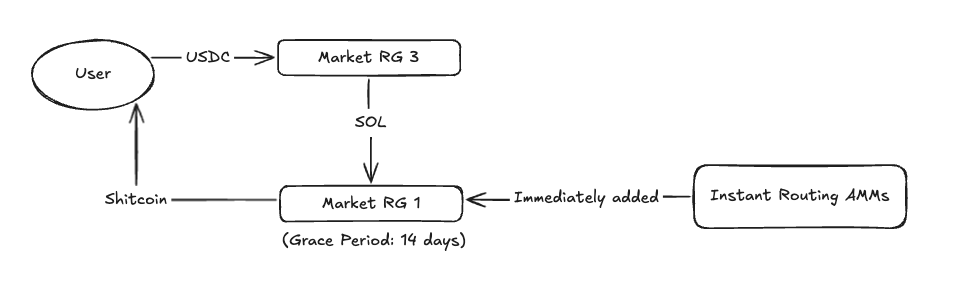 User
USDC
Market RG 3
SOL
Shitcoin
Market RG 1
Immediately added
Instant Routing AMMs
(Grace Period: 14 days)